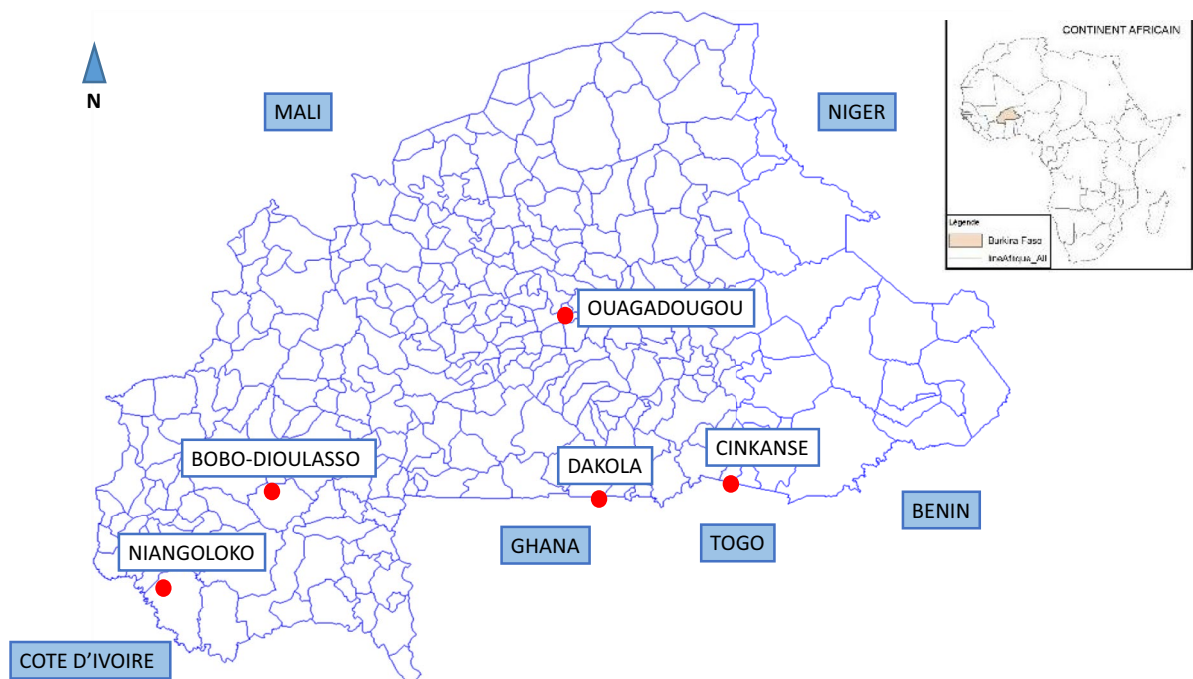 CONTINENT AFRICAIN
N
MALI
NIGER
Légende
Burkina Faso
lineAfrique_All
OUAGADOUGOU
BOBO-DIOULASSO
DAKOLA
CINKANSE
NIANGOLOKO
GHANA
TOGO
BENIN
COTE D'IVOIRE